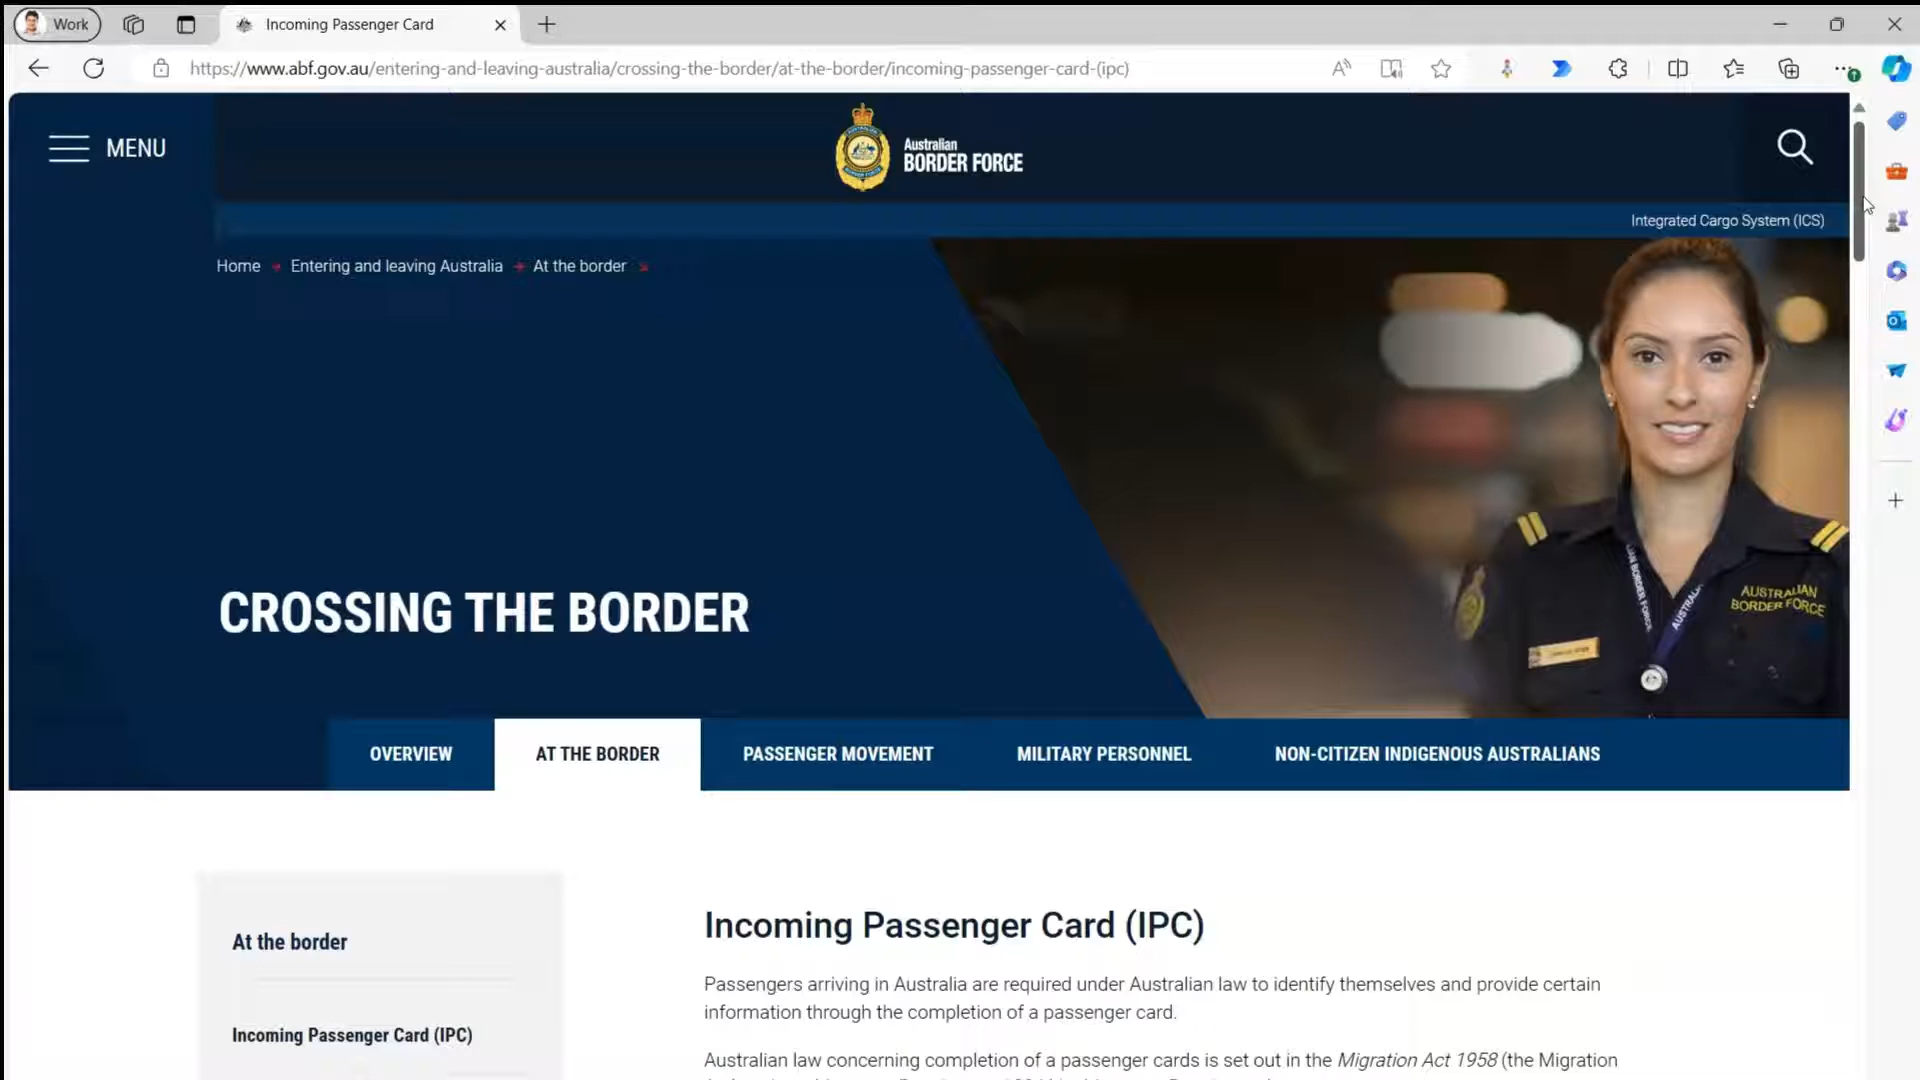 Work
Incoming Passenger Card
https://www.abf.gov.au/entering-and-leaving-australia/crossing-the-border/at-the-border/incoming-passenger-card-(ipc)
MENU
Australian
BORDER FORCE
Integrated Cargo System (ICS)
Home
Entering and leaving Australia
At the border
AUSTRALIAN
BORDER FORCE
CROSSING THE BORDER
OVERVIEW
AT THE BORDER
PASSENGER MOVEMENT
MILITARY PERSONNEL
NON-CITIZEN INDIGENOUS AUSTRALIANS
At the border
Incoming Passenger Card (IPC)
Incoming Passenger Card (IPC)
Passengers arriving in Australia are required under Australian law to identify themselves and provide certain
information through the completion of a passenger card.
Australian law concerning completion of a passenger cards is set out in the Migration Act 1958 (the Migration